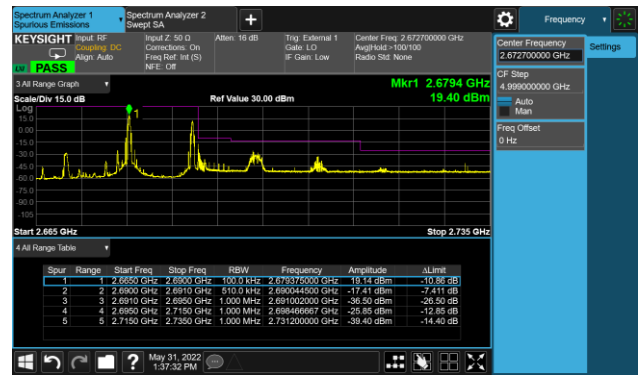 Spectrum Analyzer 1
Spurious Emissions
Spectrum Analyzer 2
Swept SA
Frequency
KEYSIGHT
Input: RF
Coupling: DC
Align: Auto
Input Z: 50 Ω
Corrections: On
Freq Ref: Int (S)
NFE: Off
Atten: 16 dB
Trig: External 1
Gate: LO
IF Gain: Low
Center Freq: 2.672700000 GHz
Avg|Hold:>100/100
Radio Std: None
LV PASS
Center Frequency
2.672700000 GHz
Settings
CF Step
4.999000000 GHz
Auto
Man
Freq Offset
0 Hz
3 All Range Graph
Mkr1 2.6794 GHz
Scale/Div 15.0 dB
Ref Value 30.00 dBm
19.40 dBm
Log
15.0
0.00
-15.0
-30.0
-45.0
-60.0
-75.0
-90.0
-105
1
Start 2.665 GHz
Stop 2.735 GHz
4 All Range Table
Spur Range Start Freq Stop Freq RBW Frequency Amplitude ΔLimit
1 1 2.6650 GHz 2.6900 GHz 100.0 kHz 2.679375000 GHz 19.14 dBm -10.86 dB
2 2 2.6900 GHz 2.6910 GHz 510.0 kHz 2.690044500 GHz -17.41 dBm -7.411 dB
3 3 2.6910 GHz 2.6950 GHz 1.000 MHz 2.691002000 GHz -36.50 dBm -26.50 dB
4 4 2.6950 GHz 2.7150 GHz 1.000 MHz 2.698466667 GHz -25.85 dBm -12.85 dB
5 5 2.7150 GHz 2.7350 GHz 1.000 MHz 2.731200000 GHz -39.40 dBm -14.40 dB
May 31, 2022
1:37:32 PM